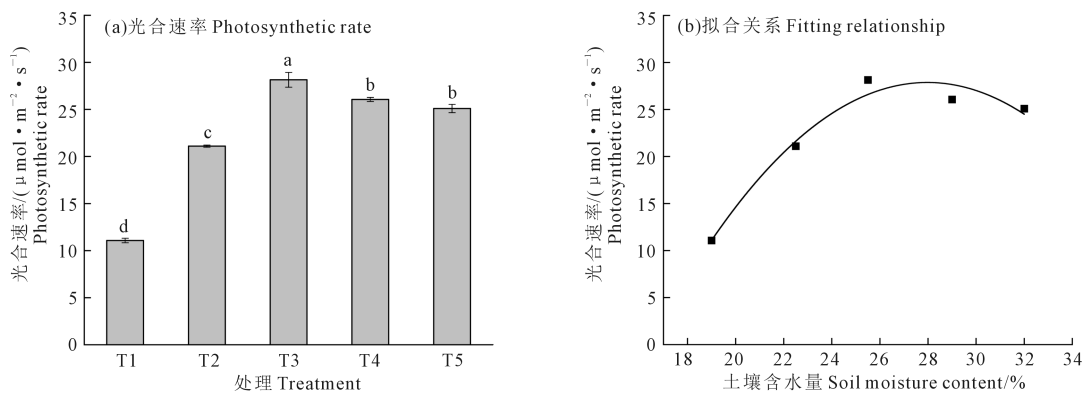 (a)光合速率 Photosynthetic rate
光合速率/(μmol·m⁻²·s⁻¹)
Photosynthetic rate
35
30
25
20
15
10
5
0
d
c
a
b
b
T1 T2 T3 T4 T5
处理 Treatment
(b)拟合关系 Fitting relationship
光合速率/(μmol·m⁻²·s⁻¹)
Photosynthetic rate
35
30
25
20
15
10
5
0
18 20 22 24 26 28 30 32 34
土壤含水量 Soil moisture content/%